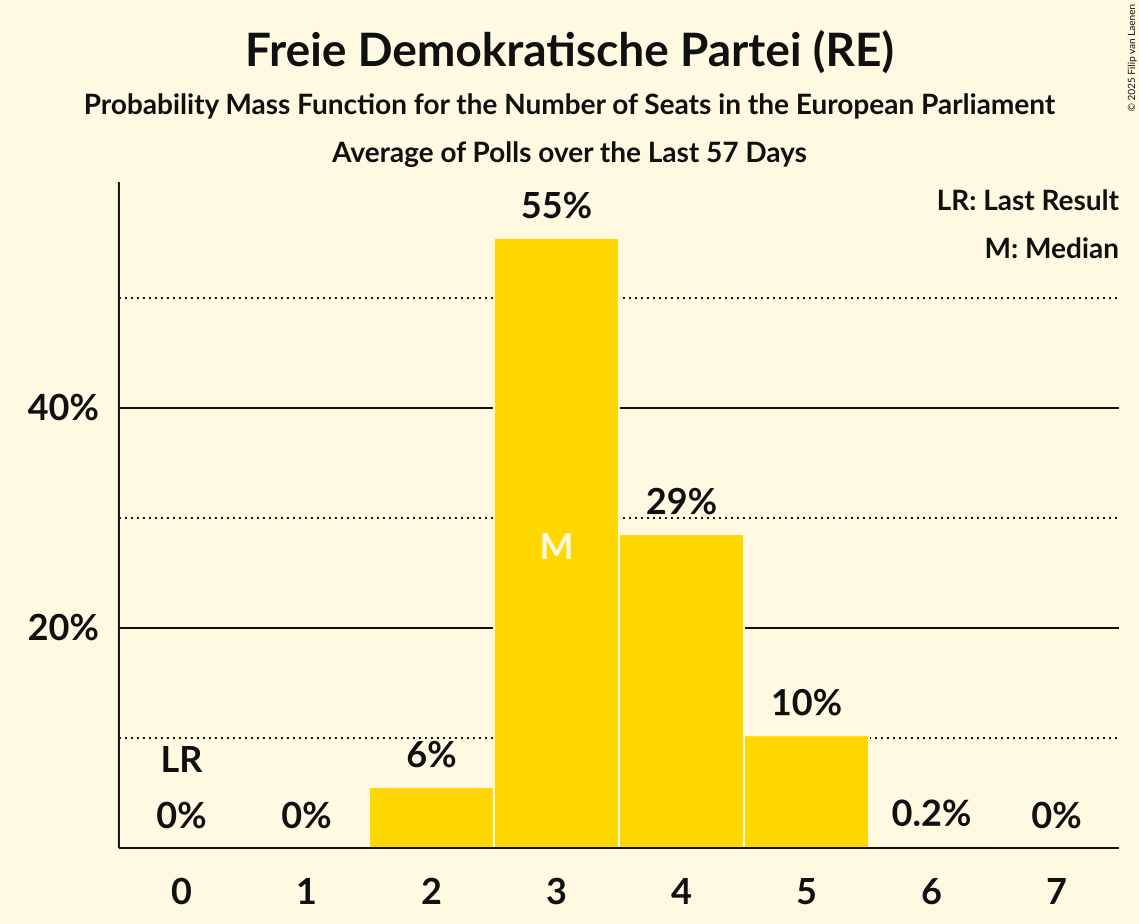 Freie Demokratische Partei (RE)
Probability Mass Function for the Number of Seats in the European Parliament
Average of Polls over the Last 57 Days
© 2025 Filip van Laenen
LR: Last Result
M: Median
55%
40%
29%
M
20%
10%
6%
LR
0%
0%
0.2%
0%
0 1 2 3 4 5 6 7